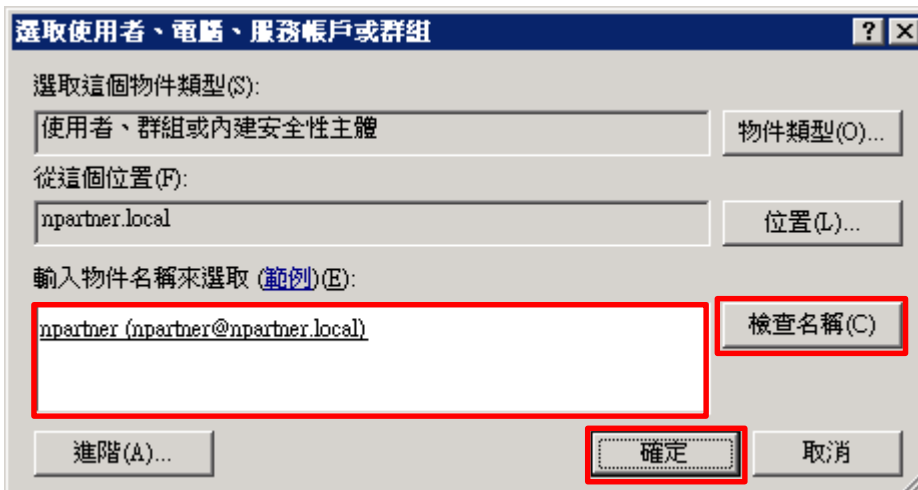 選取使用者、電腦、服務帳戶或群組
選取這個物件類型(S):
使用者、群組或內建安全性主體
物件類型(O)...
從這個位置(F):
npartner.local
位置(L)...
輸入物件名稱來選取 (範例)(E):
npartner (npartner@npartner.local)
檢查名稱(C)
進階(A)...
確定
取消